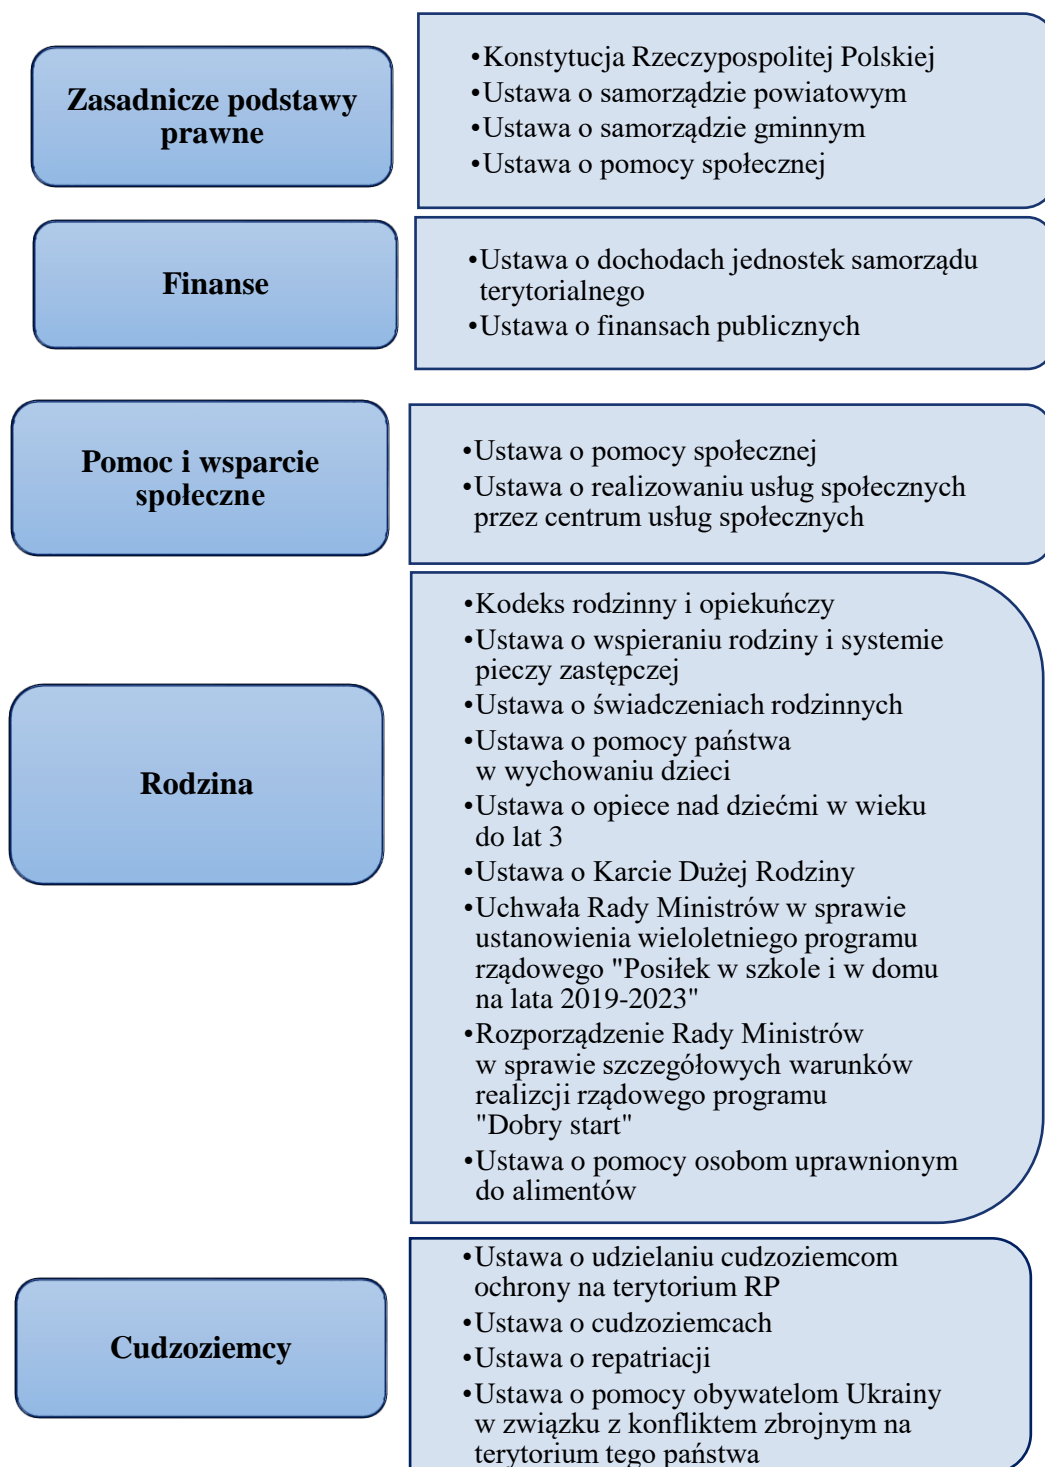 Zasadnicze podstawy
prawne
•Konstytucja Rzeczypospolitej Polskiej
•Ustawa o samorządzie powiatowym
•Ustawa o samorządzie gminnym
•Ustawa o pomocy społecznej
Finanse
•Ustawa o dochodach jednostek samorządu
terytorialnego
•Ustawa o finansach publicznych
Pomoc i wsparcie
społeczne
•Ustawa o pomocy społecznej
•Ustawa o realizowaniu usług społecznych
przez centrum usług społecznych
Rodzina
•Kodeks rodzinny i opiekuńczy
•Ustawa o wspieraniu rodziny i systemie
pieczy zastępczej
•Ustawa o świadczeniach rodzinnych
•Ustawa o pomocy państwa
w wychowaniu dzieci
•Ustawa o opiece nad dziećmi w wieku
do lat 3
•Ustawa o Karcie Dużej Rodziny
•Uchwała Rady Ministrów w sprawie
ustanowienia wieloletniego programu
rządowego "Posiłek w szkole i w domu
na lata 2019-2023"
•Rozporządzenie Rady Ministrów
w sprawie szczegółowych warunków
realizcji rządowego programu
"Dobry start"
•Ustawa o pomocy osobom uprawnionym
do alimentów
Cudzoziemcy
•Ustawa o udzielaniu cudzoziemcom
ochrony na terytorium RP
•Ustawa o cudzoziemcach
•Ustawa o repatriacji
•Ustawa o pomocy obywatelom Ukrainy
w związku z konfliktem zbrojnym na
terytorium tego państwa